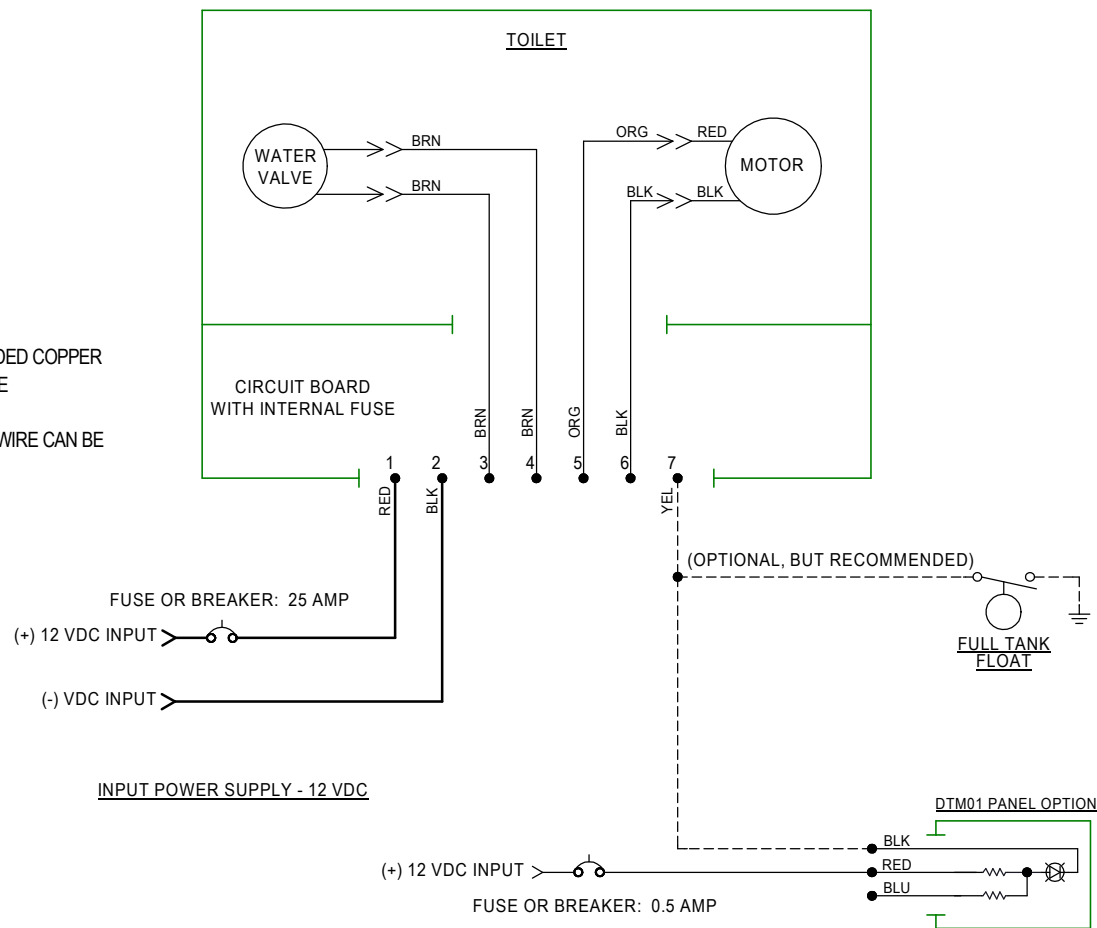 TOILET
WATER
VALVE
BRN
BRN
ORG
RED
BLK
BLK
MOTOR
DED COPPER
E
WIRE CAN BE
CIRCUIT BOARD
WITH INTERNAL FUSE
BRN
BRN
ORG
BLK
1
2
3
4
5
6
7
RED
BLK
YEL
(OPTIONAL, BUT RECOMMENDED)
FULL TANK
FLOAT
FUSE OR BREAKER: 25 AMP
(+) 12 VDC INPUT
(-) VDC INPUT
INPUT POWER SUPPLY - 12 VDC
DTM01 PANEL OPTION
BLK
(+) 12 VDC INPUT
RED
BLU
FUSE OR BREAKER: 0.5 AMP